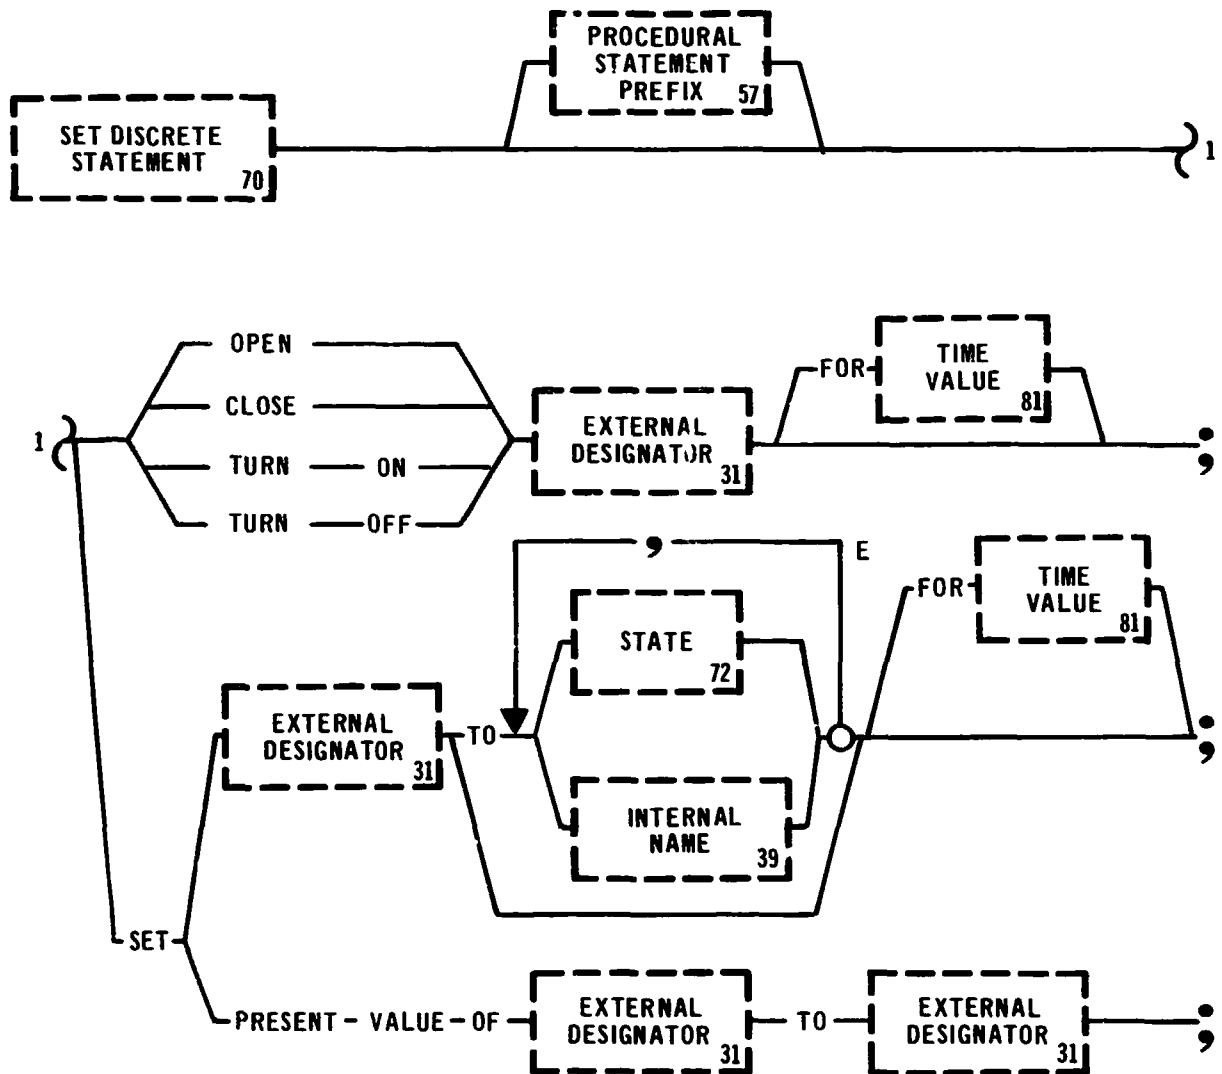 PROCEDURAL
STATEMENT
PREFIX 57
SET DISCRETE
STATEMENT
70
1
OPEN
CLOSE
TURN ON
TURN OFF
1
EXTERNAL
DESIGNATOR
31
FOR
TIME
VALUE
81
;
,
E
STATE
72
FOR
TIME
VALUE
81
EXTERNAL
DESIGNATOR
31
TO
;
INTERNAL
NAME
39
SET
PRESENT - VALUE - OF
EXTERNAL
DESIGNATOR
31
TO
EXTERNAL
DESIGNATOR
31
;